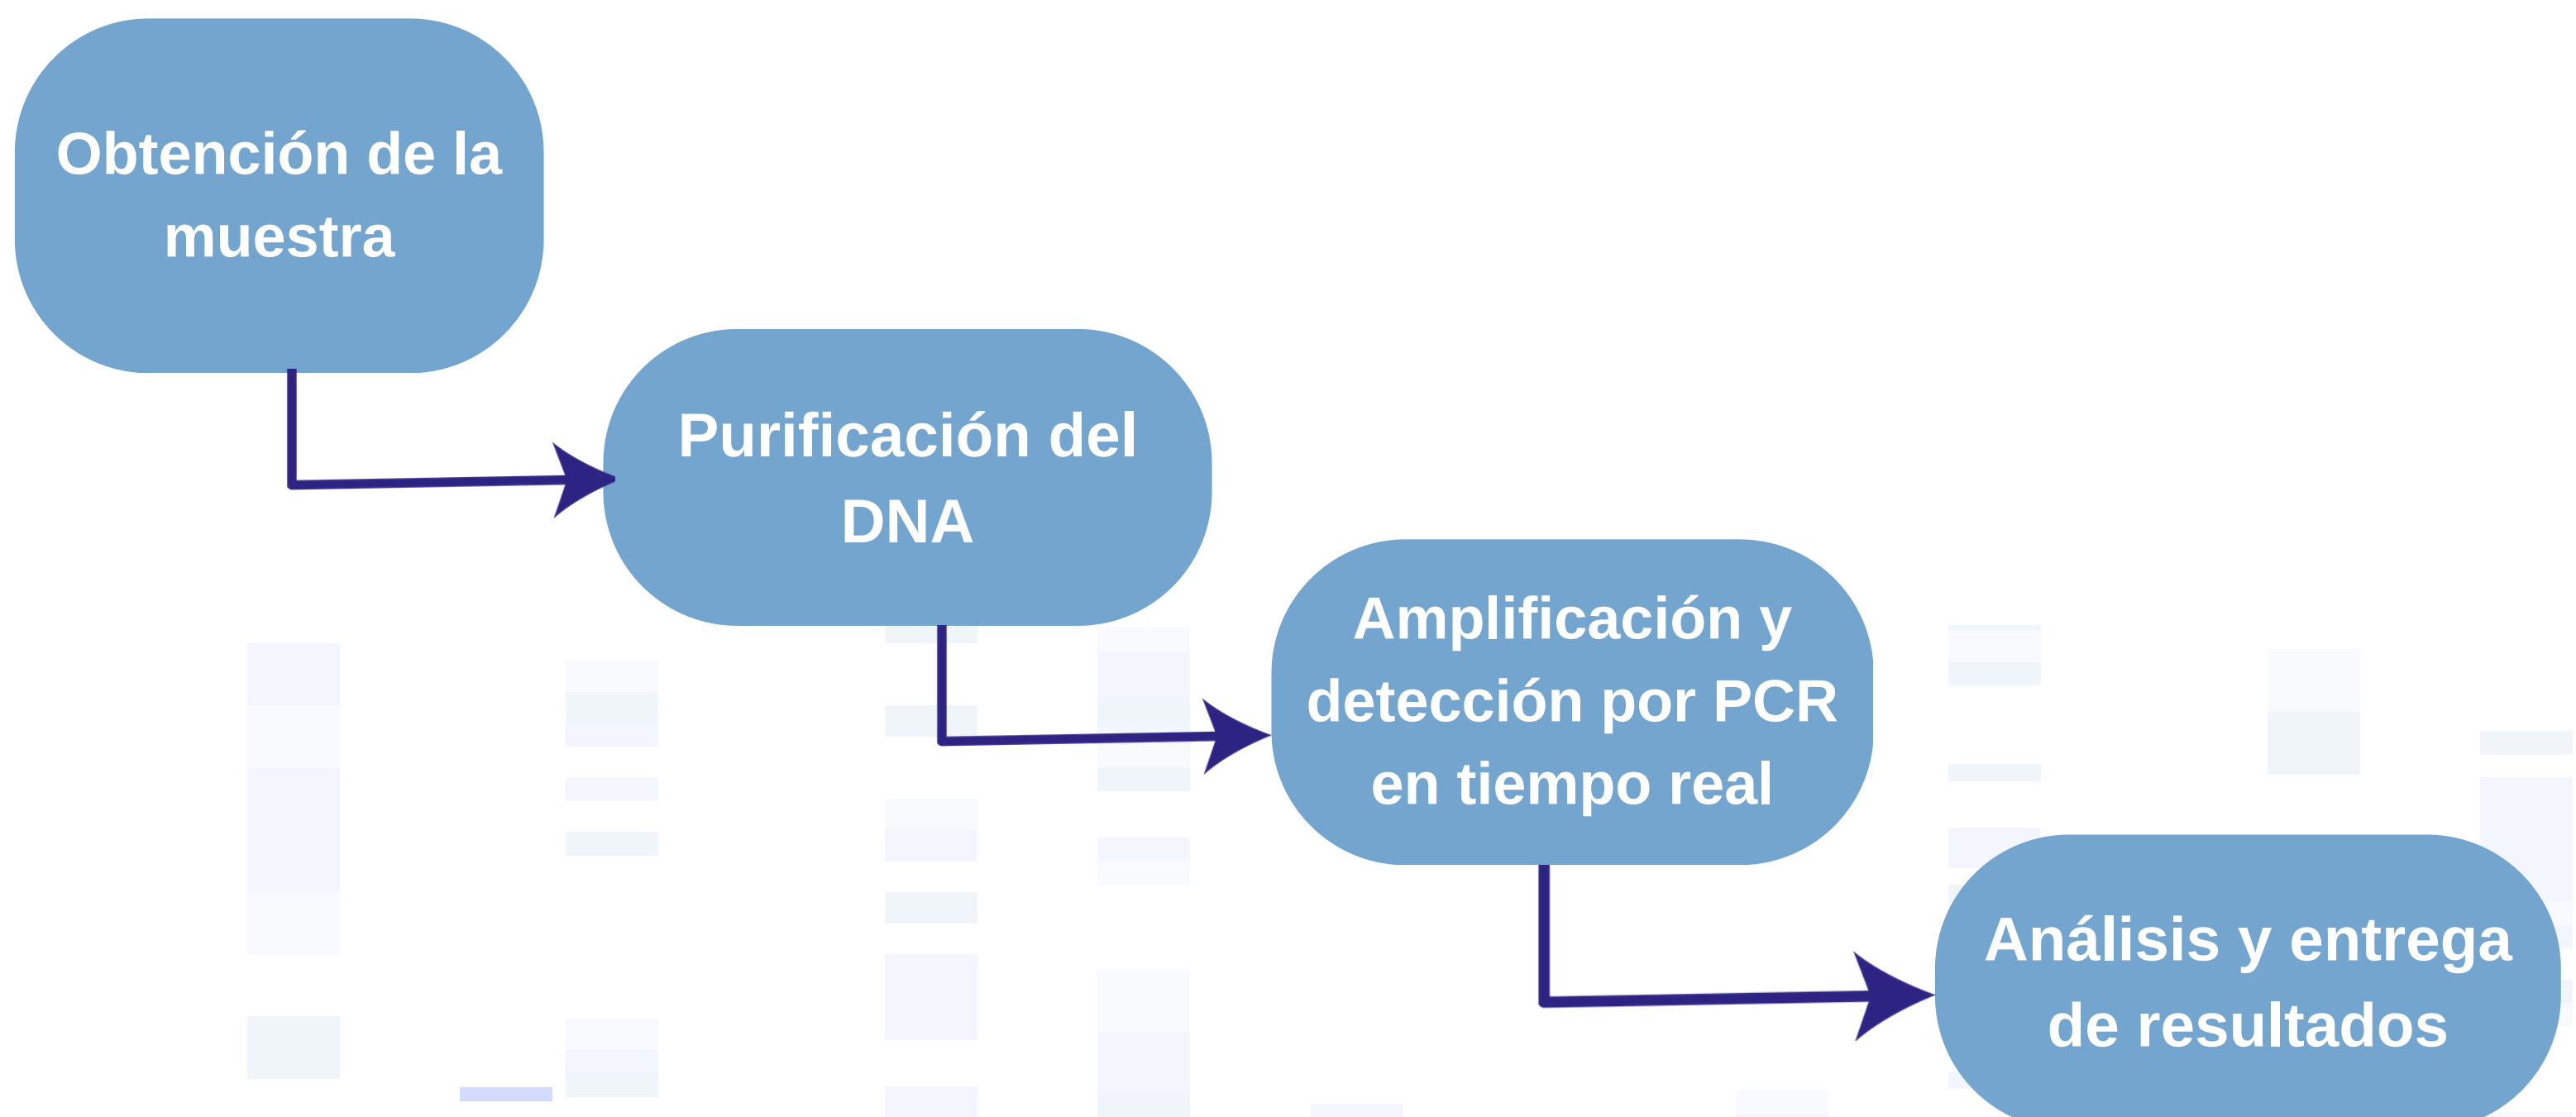 Obtención de la
muestra
Purificación del
DNA
Amplificación y
detección por PCR
en tiempo real
Análisis y entrega
de resultados